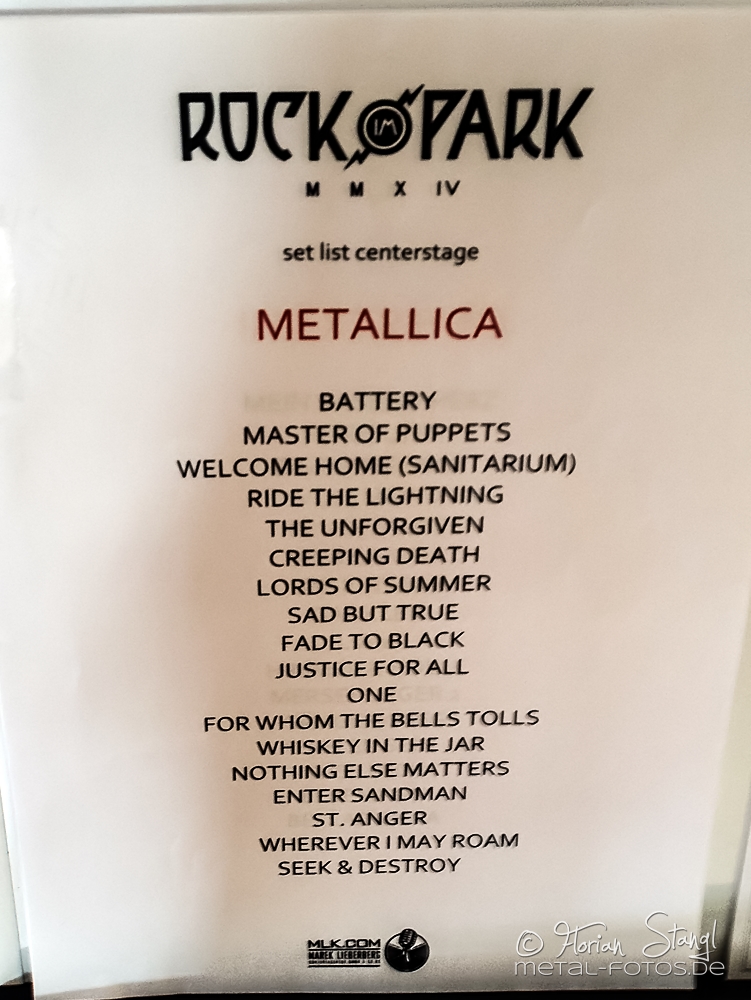 ROCK IM PARK
MMXIV
set list centerstage
METALLICA
BATTERY
MASTER OF PUPPETS
WELCOME HOME (SANITARIUM)
RIDE THE LIGHTNING
THE UNFORGIVEN
CREEPING DEATH
LORDS OF SUMMER
SAD BUT TRUE
FADE TO BLACK
JUSTICE FOR ALL
ONE
FOR WHOM THE BELLS TOLLS
WHISKEY IN THE JAR
NOTHING ELSE MATTERS
ENTER SANDMAN
ST. ANGER
WHEREVER I MAY ROAM
SEEK & DESTROY
MLK.COM
MAREK LIEBERBERG
© Florian Stangl
METAL-FOTOS.DE